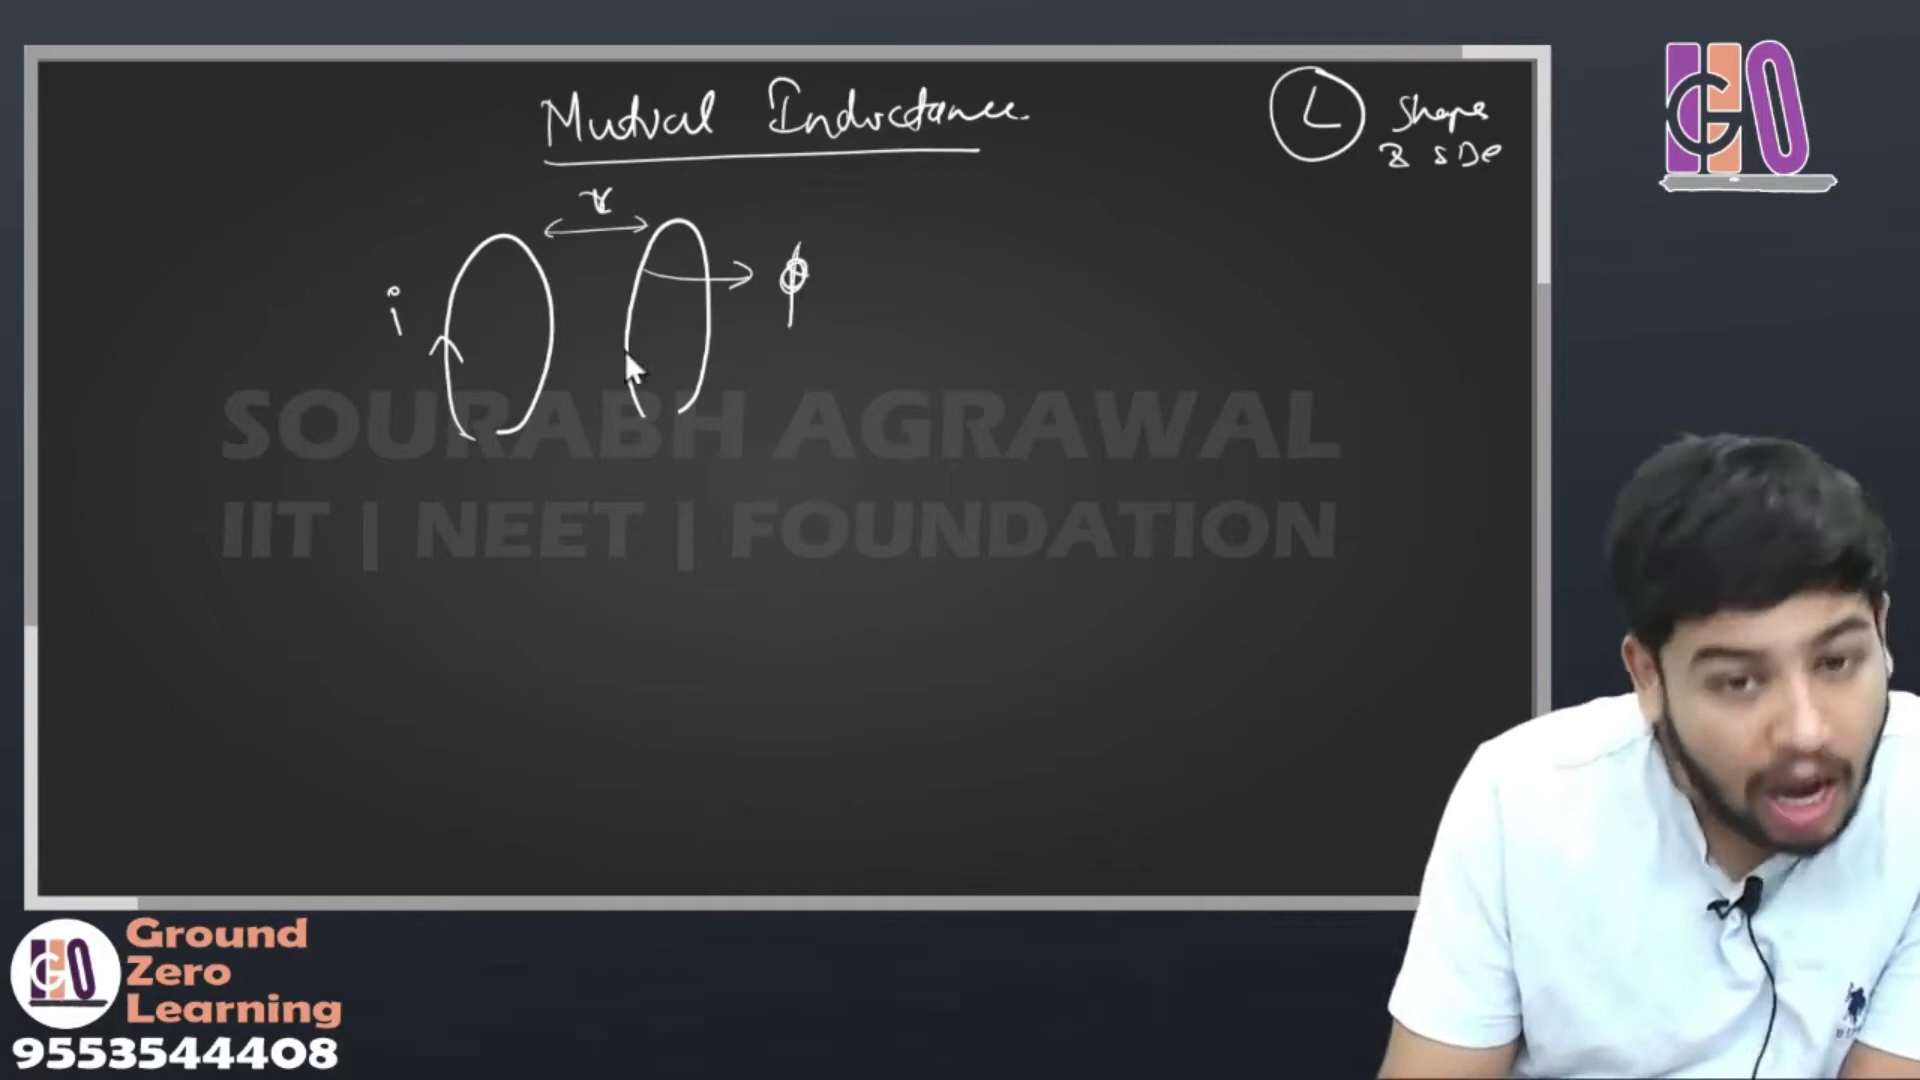 Mutual Inductance
L
Shape
& size
x
i
ϕ
SOURABH AGRAWAL
IIT | NEET | FOUNDATION
Ground
Zero
Learning
9553544408